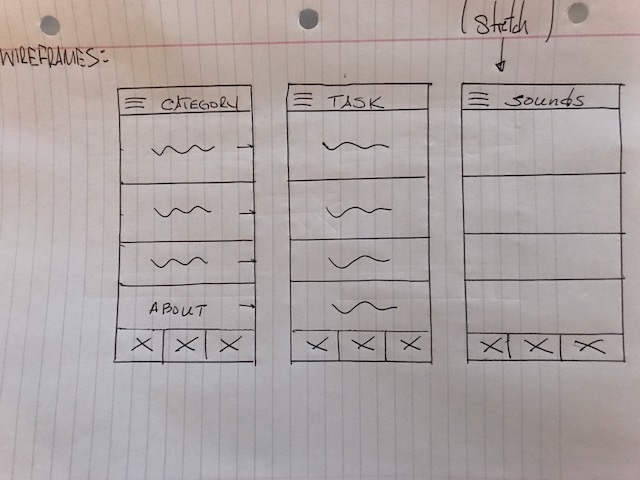 (Stretch)
WIREFRAMES:
CATEGORY
TASK
SOUNDS
ABOUT